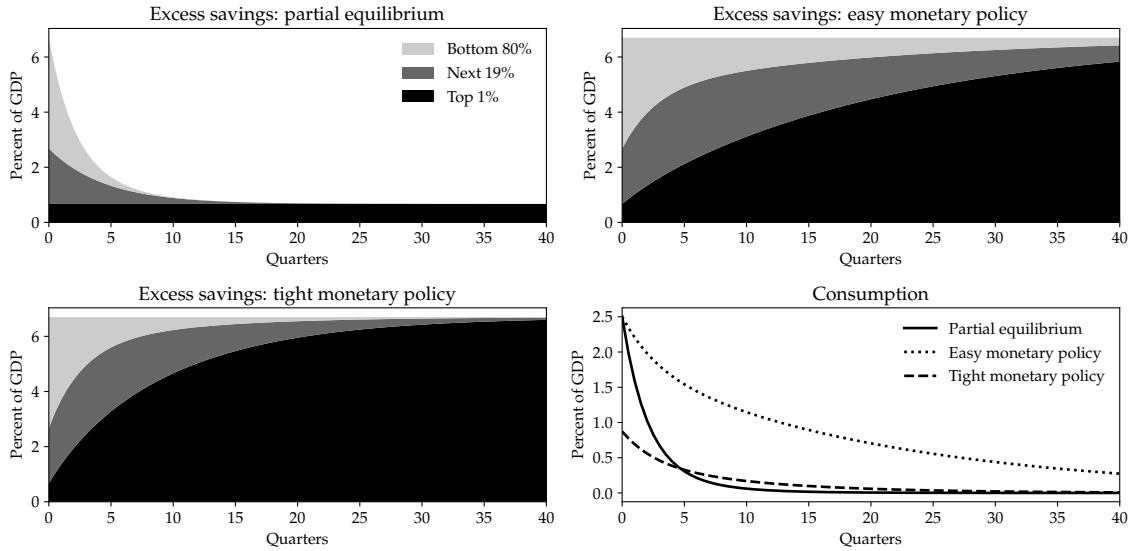 Excess savings: partial equilibrium
Percent of GDP
6
4
2
0
Bottom 80%
Next 19%
Top 1%
0 5 10 15 20 25 30 35 40
Quarters
Excess savings: easy monetary policy
Percent of GDP
6
4
2
0
0 5 10 15 20 25 30 35 40
Quarters
Excess savings: tight monetary policy
Percent of GDP
6
4
2
0
0 5 10 15 20 25 30 35 40
Quarters
Consumption
Percent of GDP
2.5
2.0
1.5
1.0
0.5
0.0
Partial equilibrium
Easy monetary policy
Tight monetary policy
0 5 10 15 20 25 30 35 40
Quarters